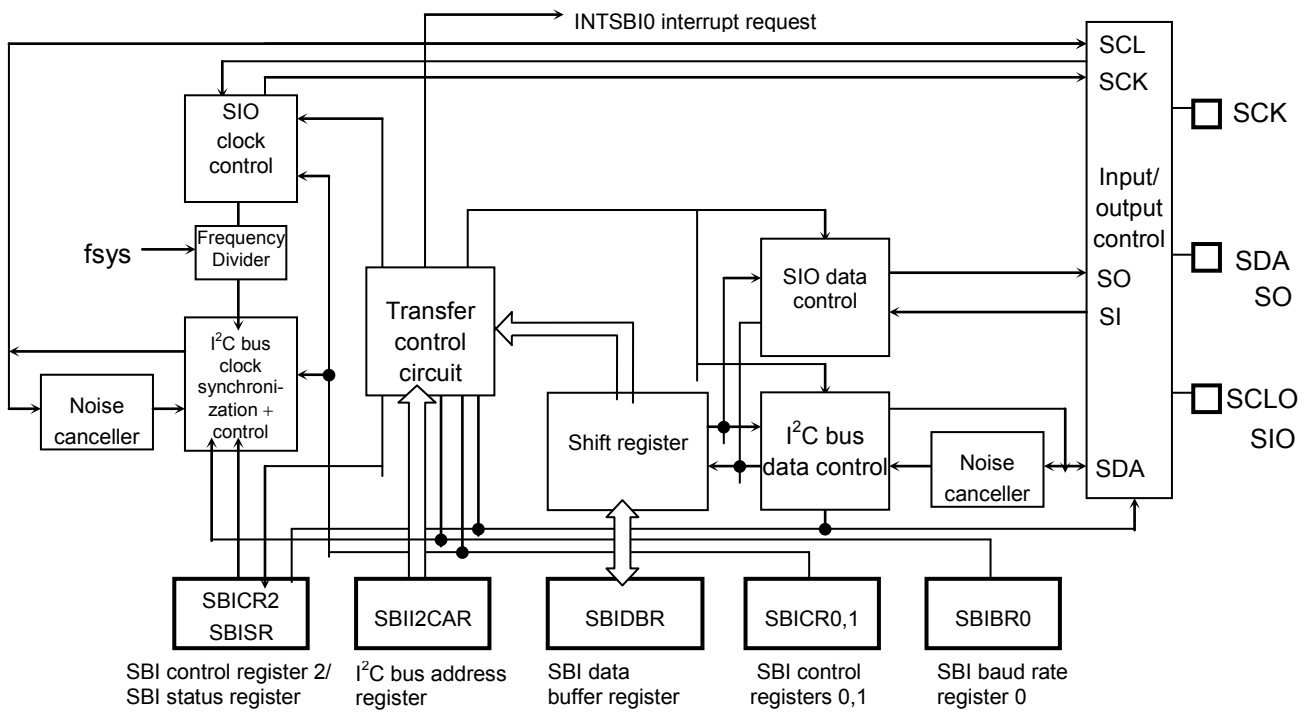 INTSBI0 interrupt request
SCL
SCK
SIO
clock
control
SCK
Input/
output
control
fsys
Frequency
Divider
SIO data
control
SO
SI
SDA
SO
Transfer
control
circuit
I2C bus
clock
synchroni-
zation +
control
Noise
canceller
Shift register
I2C bus
data control
Noise
canceller
SDA
SCLO
SIO
SBICR2
SBISR
SBII2CAR
SBIDBR
SBICR0,1
SBIBR0
SBI control register 2/
SBI status register
I2C bus address
register
SBI data
buffer register
SBI control
registers 0,1
SBI baud rate
register 0